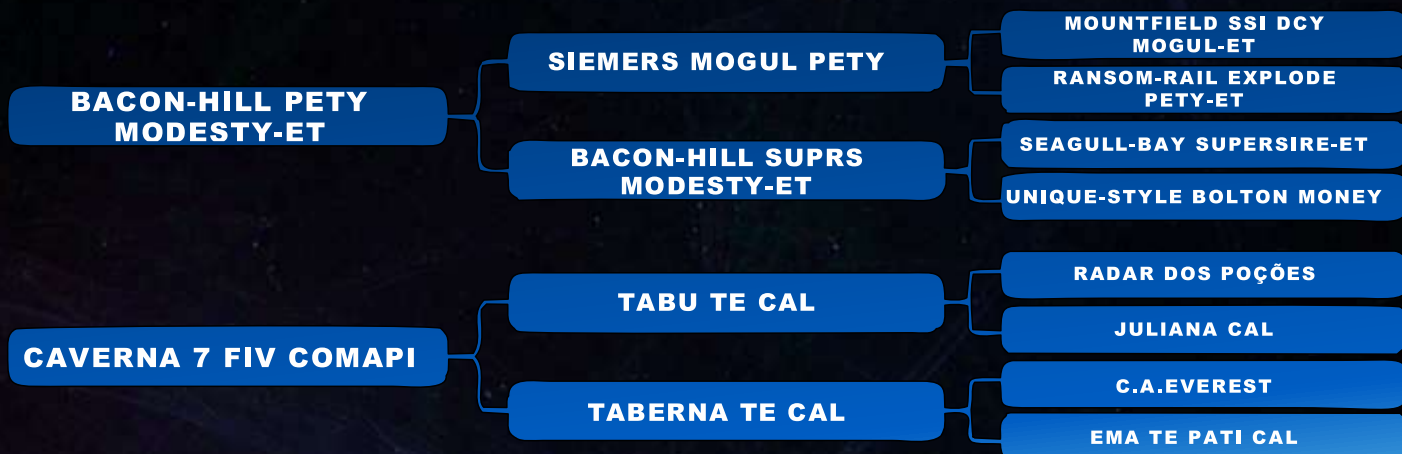 MOUNTFIELD SSI DCY
MOGUL-ET
SIEMERS MOGUL PETY
RANSOM-RAIL EXPLODE
PETY-ET
BACON-HILL PETY
MODESTY-ET
SEAGULL-BAY SUPERSIRE-ET
BACON-HILL SUPRS
MODESTY-ET
UNIQUE-STYLE BOLTON MONEY
RADAR DOS POÇÕES
TABU TE CAL
JULIANA CAL
CAVERNA 7 FIV COMAPI
C.A.EVEREST
TABERNA TE CAL
EMA TE PATI CAL